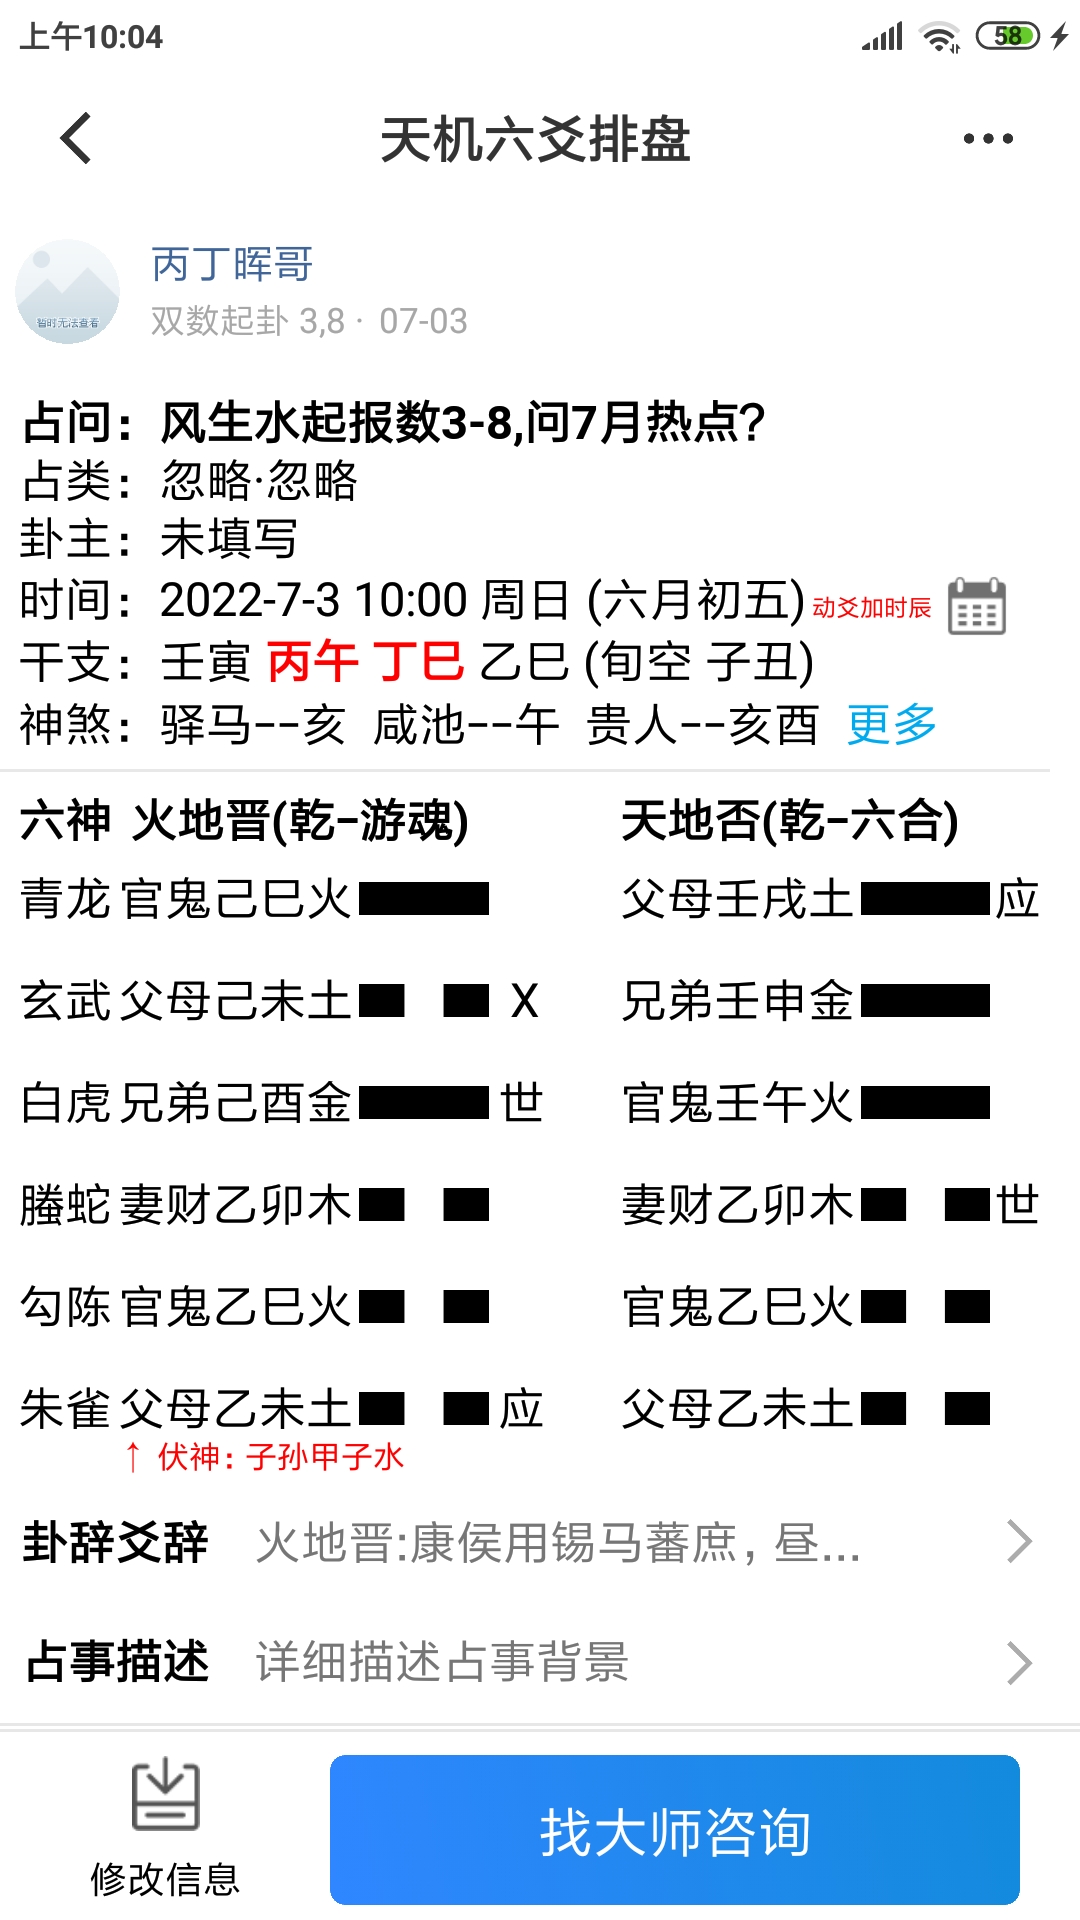 上午10:04
58
天机六爻排盘
丙丁晖哥
双数起卦 3,8 · 07-03
暂时无法查看
占问：风生水起报数3-8,问7月热点?
占类：忽略·忽略
卦主：未填写
时间：2022-7-3 10:00 周日 (六月初五) 动爻加时辰
干支：壬寅 丙午 丁巳 乙巳 (旬空 子丑)
神煞：驿马--亥 咸池--午 贵人--亥酉 更多
六神 火地晋(乾-游魂) 天地否(乾-六合)
青龙 官鬼己巳火 父母壬戌土 应
玄武 父母己未土 X 兄弟壬申金
白虎 兄弟己酉金 世 官鬼壬午火
螣蛇 妻财乙卯木 妻财乙卯木 世
勾陈 官鬼乙巳火 官鬼乙巳火
朱雀 父母乙未土 应 父母乙未土
↑ 伏神：子孙甲子水
卦辞爻辞 火地晋:康侯用锡马蕃庶，昼...
占事描述 详细描述占事背景
修改信息
找大师咨询